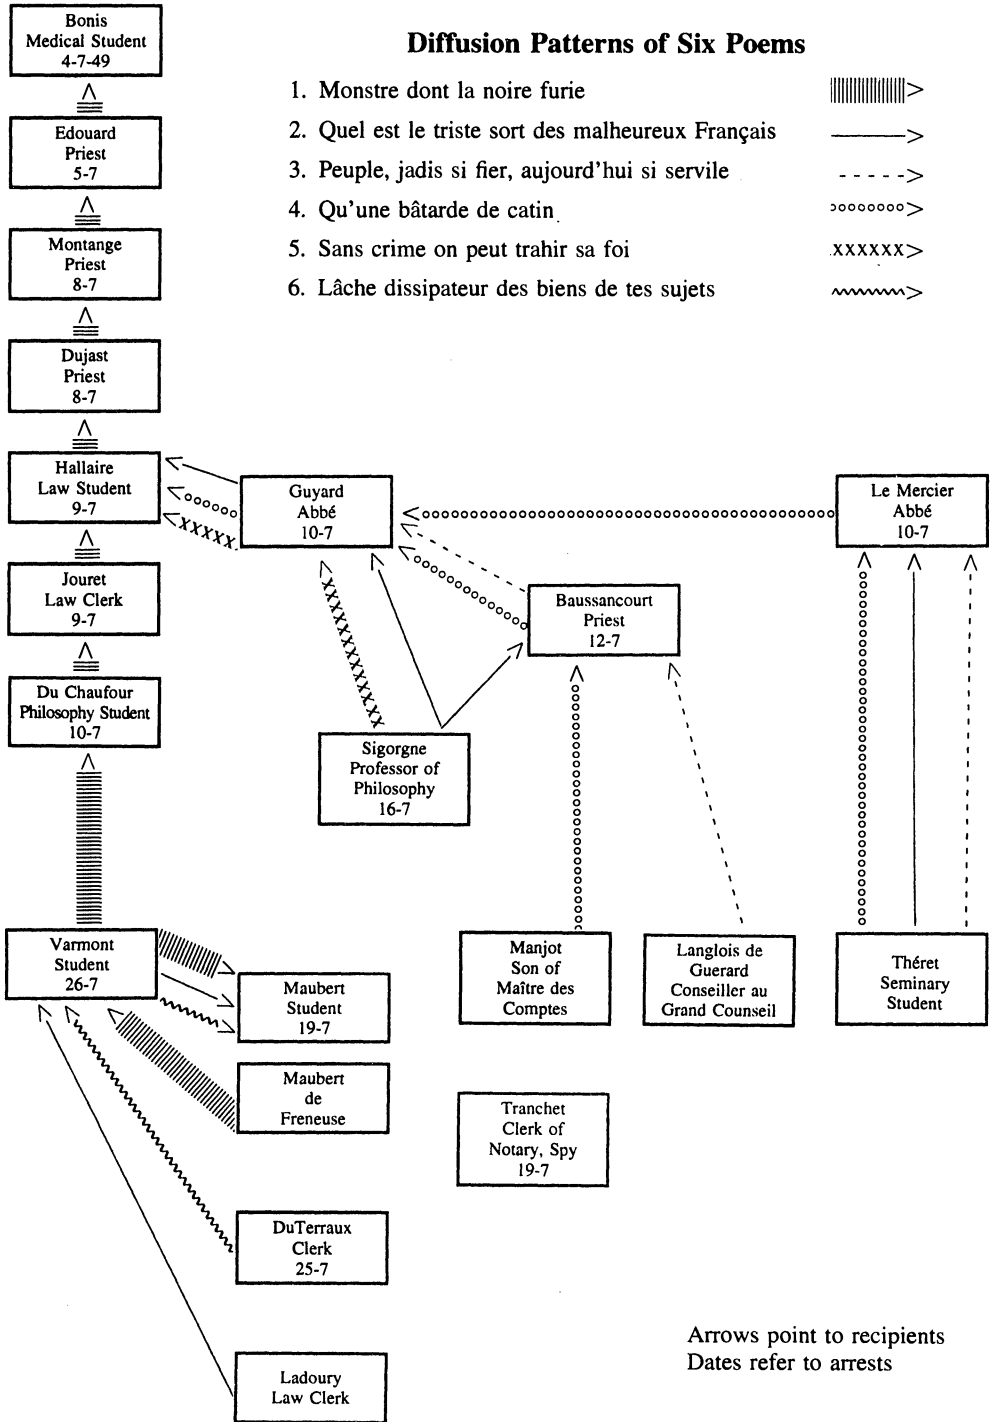 Diffusion Patterns of Six Poems
1. Monstre dont la noire furie
2. Quel est le triste sort des malheureux Français
3. Peuple, jadis si fier, aujourd'hui si servile
4. Qu'une bâtarde de catin
5. Sans crime on peut trahir sa foi
xxxxxx
6. Lâche dissipateur des biens de tes sujets
Bonis
Medical Student
4-7-49
Edouard
Priest
5-7
Montange
Priest
8-7
Dujast
Priest
8-7
Hallaire
Law Student
9-7
Jouret
Law Clerk
9-7
Du Chaufour
Philosophy Student
10-7
Guyard
Abbé
10-7
Le Mercier
Abbé
10-7
Baussancourt
Priest
12-7
Sigorgne
Professor of
Philosophy
16-7
Varmont
Student
26-7
Maubert
Student
19-7
Maubert
de
Freneuse
DuTerraux
Clerk
25-7
Ladoury
Law Clerk
Manjot
Son of
Maître des
Comptes
Langlois de
Guerard
Conseiller au
Grand Counseil
Théret
Seminary
Student
Tranchet
Clerk of
Notary, Spy
19-7
Arrows point to recipients
Dates refer to arrests